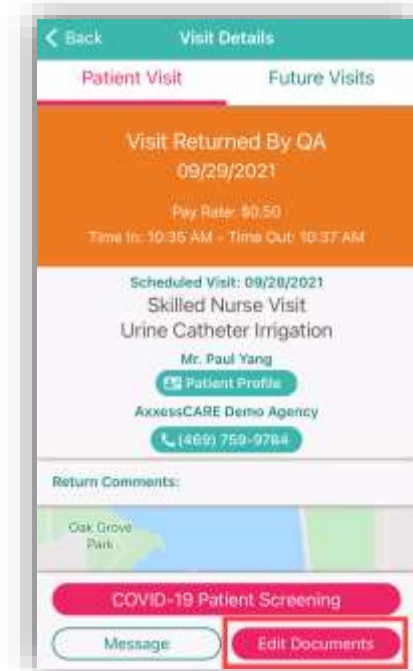 Back
Visit Details
Patient Visit
Future Visits
Visit Returned By QA
09/29/2021
Pay Rate: $0.50
Time In: 10:35 AM - Time Out: 10:37 AM
Scheduled Visit: 09/28/2021
Skilled Nurse Visit
Urine Catheter Irrigation
Mr. Paul Yang
Patient Profile
AxxessCARE Demo Agency
(469) 759-9784
Return Comments:
Oak Grove
Park
COVID-19 Patient Screening
Message
Edit Documents